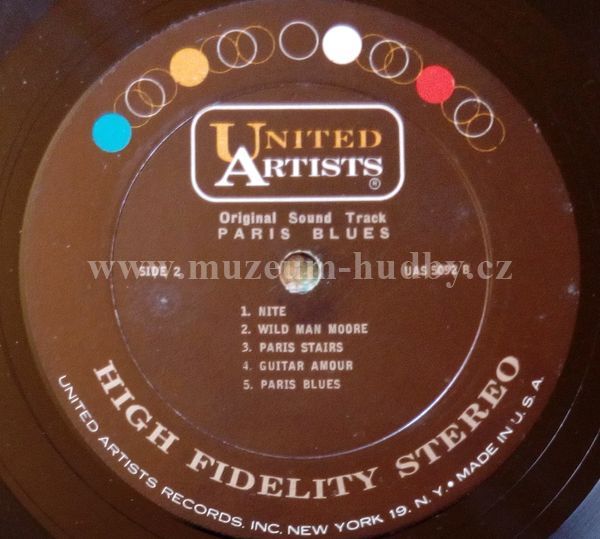 UNITED
ARTISTS
®
Original Sound Track
PARIS BLUES
www.muzeum-hudby.cz
SIDE 2
UAS 5092 B
1. NITE
2. WILD MAN MOORE
3. PARIS STAIRS
4. GUITAR AMOUR
5. PARIS BLUES
HIGH FIDELITY STEREO
UNITED ARTISTS RECORDS, INC. NEW YORK 19, N.Y. • MADE IN U.S.A.